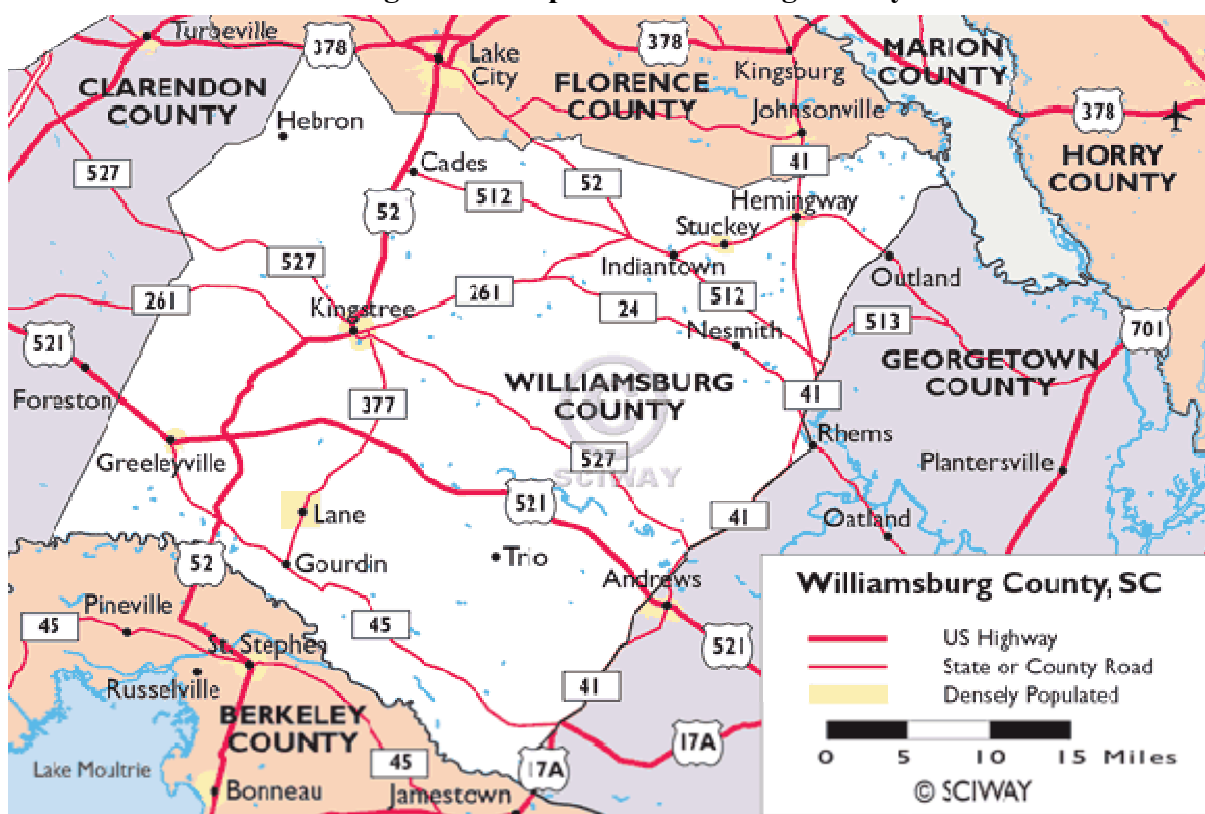 Turbeville
378
Lake
City
378
Kingsburg
MARION
COUNTY
CLARENDON
COUNTY
FLORENCE
COUNTY
Johnsonville
378
Hebron
HORRY
COUNTY
527
Cades
41
512
52
52
Hemingway
Stuckey
527
Indiantown
Outland
261
Kingstree
261
512
24
513
Nesmith
701
521
WILLIAMSBURG
COUNTY
GEORGETOWN
COUNTY
Foreston
377
41
©
Rhems
Greeleyville
527
SCIWAY
Plantersville
521
Lane
41
Oatland
52
Gourdin
Trio
Andrews
Williamsburg County, SC
Pineville
45
45
US Highway
St. Stephen
521
State or County Road
Russelville
41
Densely Populated
BERKELEY
COUNTY
17A
0 5 10 15 Miles
Lake Moultrie
45
17A
Bonneau
Jamestown
© SCIWAY